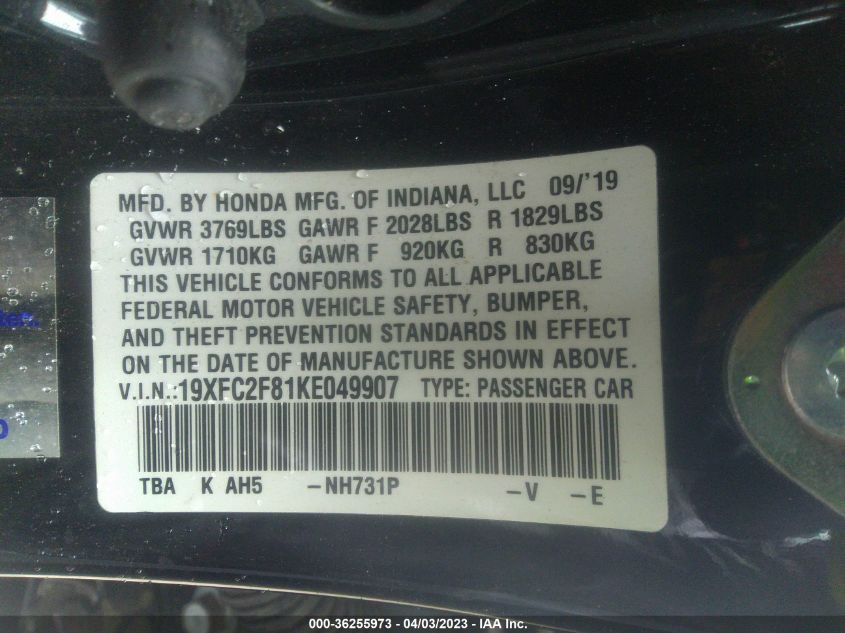 MFD. BY HONDA MFG. OF INDIANA, LLC 09/'19
GVWR 3769LBS GAWR F 2028LBS R 1829LBS
GVWR 1710KG GAWR F 920KG R 830KG
THIS VEHICLE CONFORMS TO ALL APPLICABLE
FEDERAL MOTOR VEHICLE SAFETY, BUMPER,
AND THEFT PREVENTION STANDARDS IN EFFECT
ON THE DATE OF MANUFACTURE SHOWN ABOVE.
V.I.N.:19XFC2F81KE049907 TYPE: PASSENGER CAR
TBA K AH5 -NH731P -V -E
000-36255973 - 04/03/2023 - IAA Inc.